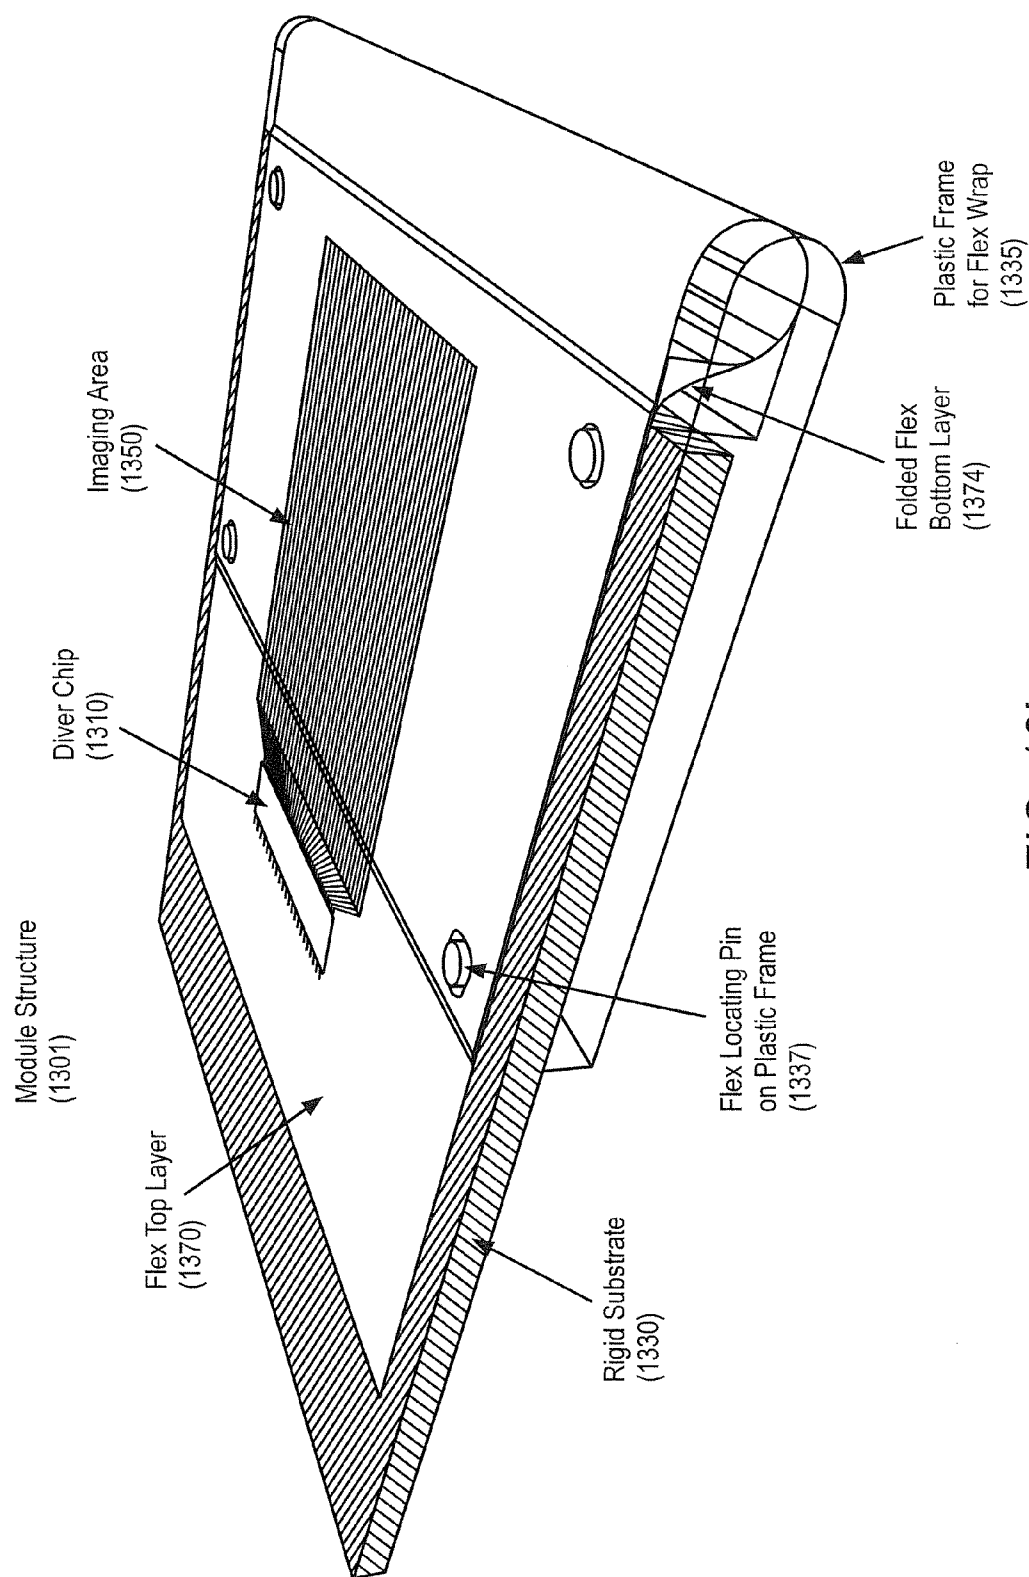 Module Structure
(1301)
Flex Top Layer
(1370)
Diver Chip
(1310)
Imaging Area
(1350)
Rigid Substrate
(1330)
Flex Locating Pin
on Plastic Frame
(1337)
Folded Flex
Bottom Layer
(1374)
Plastic Frame
for Flex Wrap
(1335)